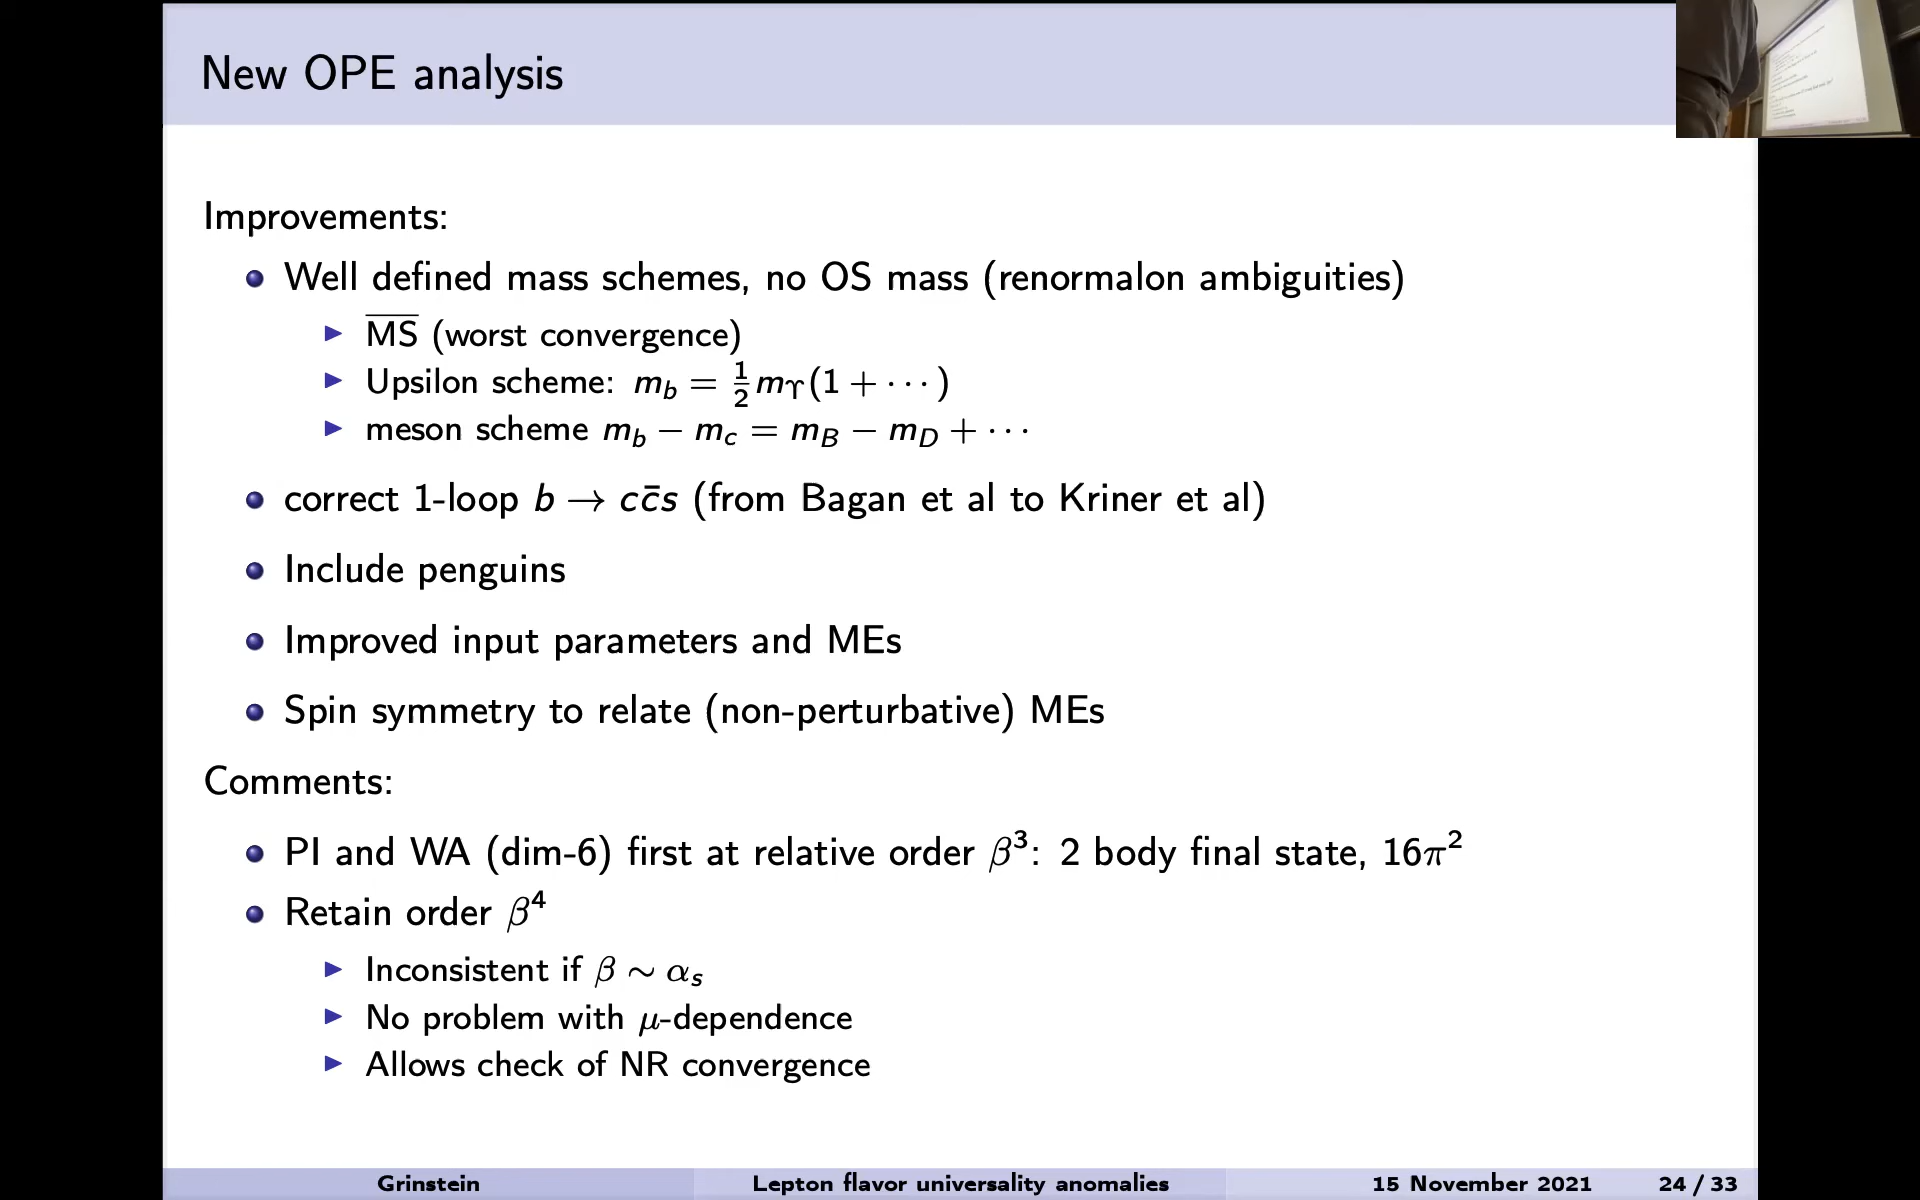 New OPE analysis
Improvements:
Well defined mass schemes, no OS mass (renormalon ambiguities)
M̅S̅ (worst convergence)
Upsilon scheme: m_b = ½ m_ϒ(1 + ⋯)
meson scheme m_b − m_c = m_B − m_D + ⋯
correct 1-loop b → cc̄s (from Bagan et al to Kriner et al)
Include penguins
Improved input parameters and MEs
Spin symmetry to relate (non-perturbative) MEs
Comments:
PI and WA (dim-6) first at relative order β³: 2 body final state, 16π²
Retain order β⁴
Inconsistent if β ∼ α_s
No problem with μ-dependence
Allows check of NR convergence
Grinstein Lepton flavor universality anomalies 15 November 2021 24 / 33